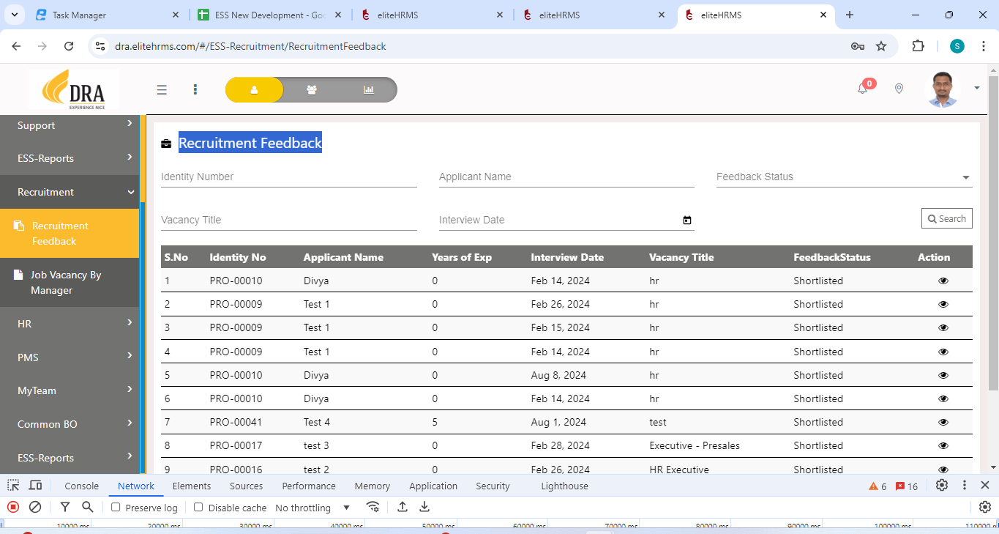 Task Manager
ESS New Development - Goo
eliteHRMS
eliteHRMS
eliteHRMS
dra.elitehrms.com/#/ESS-Recruitment/RecruitmentFeedback
S
DRA
EXPERIENCE NICE
0
Support
ESS-Reports
Recruitment
Recruitment
Feedback
Job Vacancy By
Manager
HR
PMS
MyTeam
Common BO
ESS-Reports
Recruitment Feedback
Identity Number Applicant Name Feedback Status
Vacancy Title Interview Date Search
S.No Identity No Applicant Name Years of Exp Interview Date Vacancy Title FeedbackStatus Action
1 PRO-00010 Divya 0 Feb 14, 2024 hr Shortlisted
2 PRO-00009 Test 1 0 Feb 26, 2024 hr Shortlisted
3 PRO-00009 Test 1 0 Feb 15, 2024 hr Shortlisted
4 PRO-00009 Test 1 0 Feb 14, 2024 hr Shortlisted
5 PRO-00010 Divya 0 Aug 8, 2024 hr Shortlisted
6 PRO-00010 Divya 0 Feb 14, 2024 hr Shortlisted
7 PRO-00041 Test 4 5 Aug 1, 2024 test Shortlisted
8 PRO-00017 test 3 0 Feb 28, 2024 Executive - Presales Shortlisted
9 PRO-00016 test 2 0 Feb 26, 2024 HR Executive Shortlisted
Console Network Elements Sources Performance Memory Application Security Lighthouse 6 16
Preserve log Disable cache No throttling
10000 ms 20000 ms 30000 ms 40000 ms 50000 ms 60000 ms 70000 ms 80000 ms 90000 ms 100000 ms 110000 m